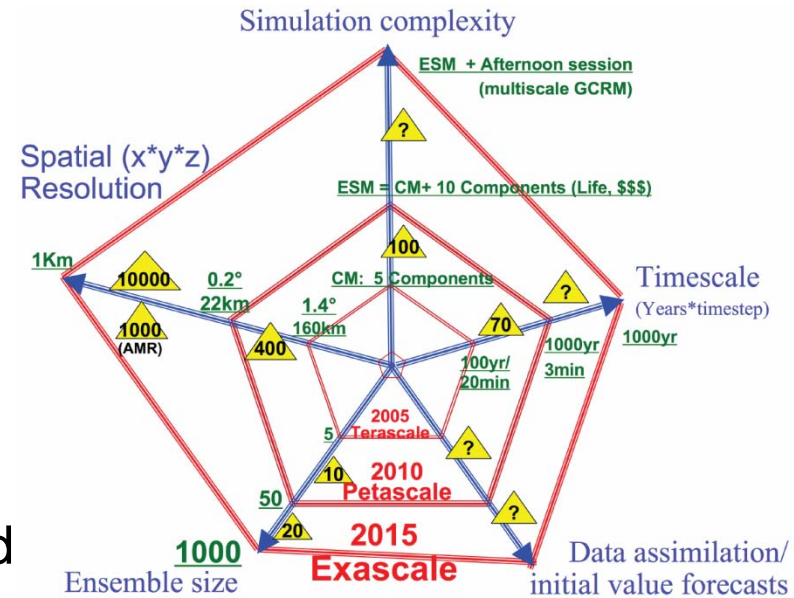 Simulation complexity
ESM + Afternoon session
(multiscale GCRM)
?
Spatial (x*y*z)
Resolution
ESM = CM+ 10 Components (Life, $$$)
100
1Km
10000
0.2°
22km
CM: 5 Components
?
Timescale
(Years*timestep)
1000
(AMR)
400
1.4°
160km
70
100yr/
20min
1000yr
3min
1000yr
2005
Terascale
5
?
10
2010
Petascale
50
?
20
2015
Exascale
d
1000
Ensemble size
Data assimilation/
initial value forecasts